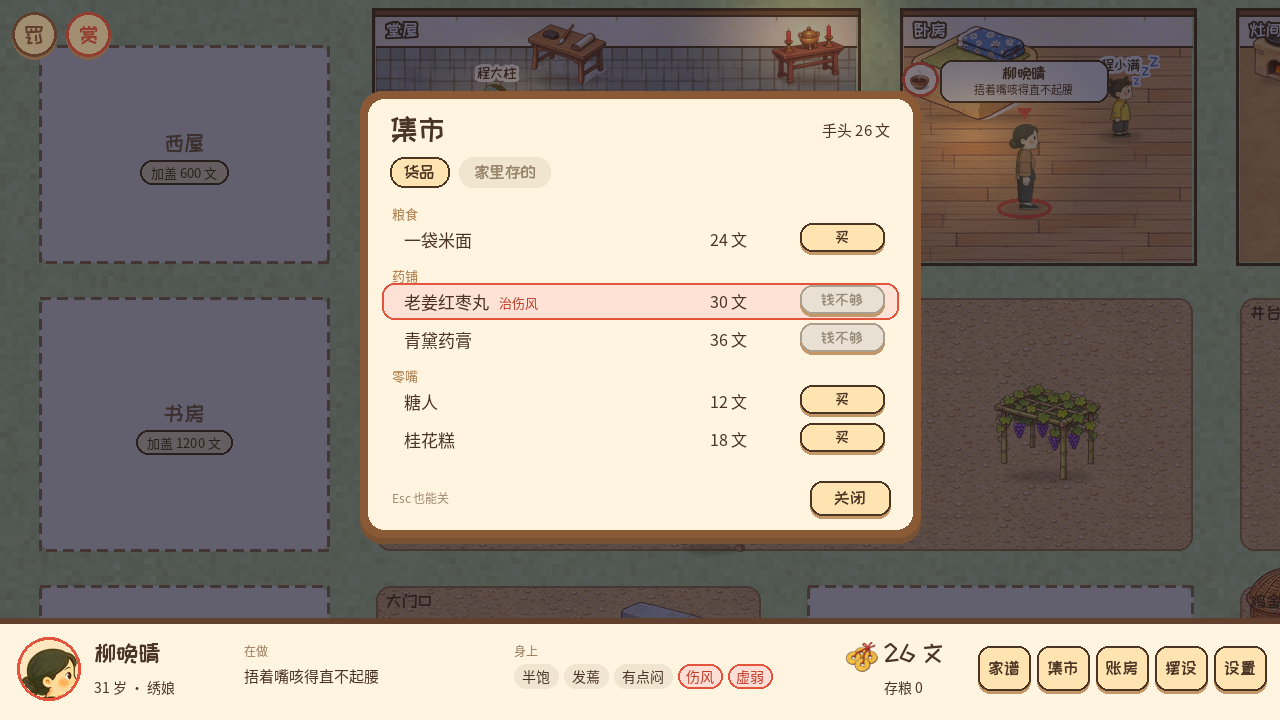 罚
赏
堂屋
程大柱
卧房
程小满
Z
z
z
柳晚晴
捂着嘴咳得直不起腰
灶间
西屋
加盖 600 文
集市
手头 26 文
货品
家里存的
粮食
一袋米面
24 文
买
药铺
老姜红枣丸
治伤风
30 文
钱不够
青黛药膏
36 文
钱不够
零嘴
糖人
12 文
买
桂花糕
18 文
买
Esc 也能关
关闭
书房
加盖 1200 文
井台
大门口
鸡舍
柳晚晴
31 岁 · 绣娘
在做
捂着嘴咳得直不起腰
身上
半饱
发蔫
有点闷
伤风
虚弱
26 文
存粮 0
家谱
集市
账房
摆设
设置